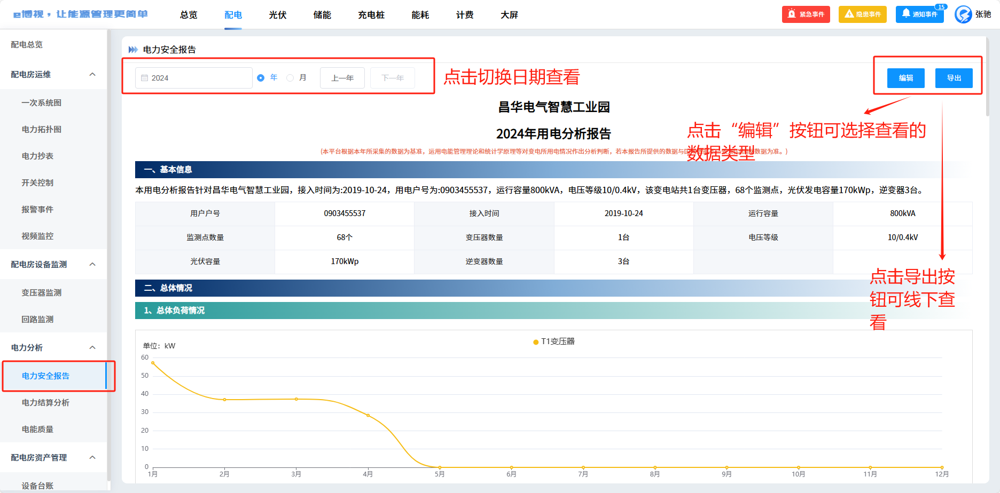 e博视，让能源管理更简单
总览
配电
光伏
储能
充电桩
能耗
计费
大屏
紧急事件
隐患事件
通知事件
15
张驰
配电总览
配电房运维
一次系统图
电力拓扑图
电力抄表
开关控制
报警事件
视频监控
配电房设备监测
变压器监测
回路监测
电力分析
电力安全报告
电力结算分析
电能质量
配电房资产管理
设备台账
电力安全报告
2024
年
月
上一年
下一年
点击切换日期查看
编辑
导出
昌华电气智慧工业园
2024年用电分析报告
点击“编辑”按钮可选择查看的
数据类型
(本平台根据本年所采集的数据为基准，运用电能管理理论和统计学原理等对变电所用电情况作出分析判断，若本报告所提供的数据与国 数据为准。)
一、基本信息
本用电分析报告针对昌华电气智慧工业园，接入时间为:2019-10-24，用电户号为:0903455537，运行容量800kVA，电压等级10/0.4kV，该变电站共1台变压器，68个监测点，光伏发电容量170kWp，逆变器3台。
用户户号 0903455537 接入时间 2019-10-24 运行容量 800kVA
监测点数量 68个 变压器数量 1台 电压等级 10/0.4kV
光伏容量 170kWp 逆变器数量 3台
点击导出按
钮可线下查
看
二、总体情况
1、总体负荷情况
单位：kW
T1变压器
60
50
40
30
20
10
0
1月 2月 3月 4月 5月 6月 7月 8月 9月 10月 11月 12月